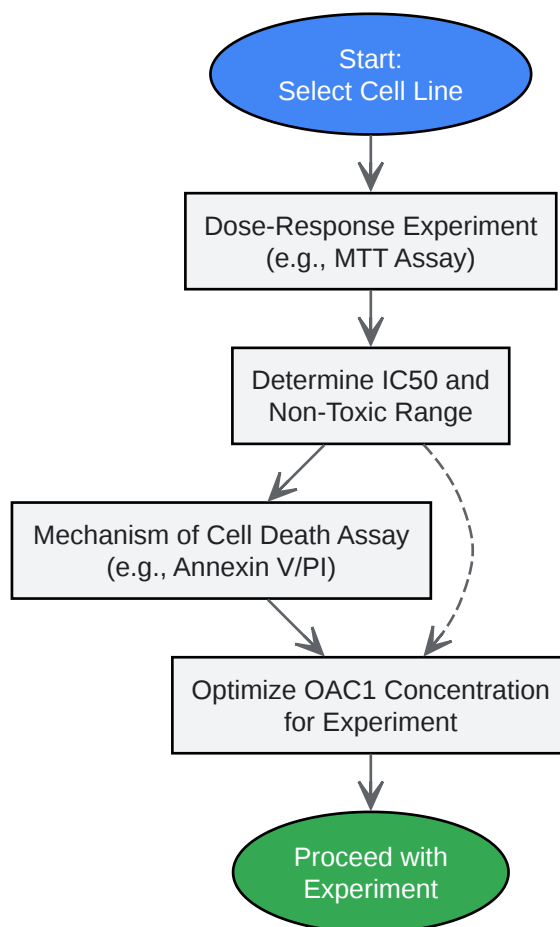 Start:
Select Cell Line
Dose-Response Experiment
(e.g., MTT Assay)
Determine IC50 and
Non-Toxic Range
Mechanism of Cell Death Assay
(e.g., Annexin V/PI)
Optimize OAC1 Concentration
for Experiment
Proceed with
Experiment